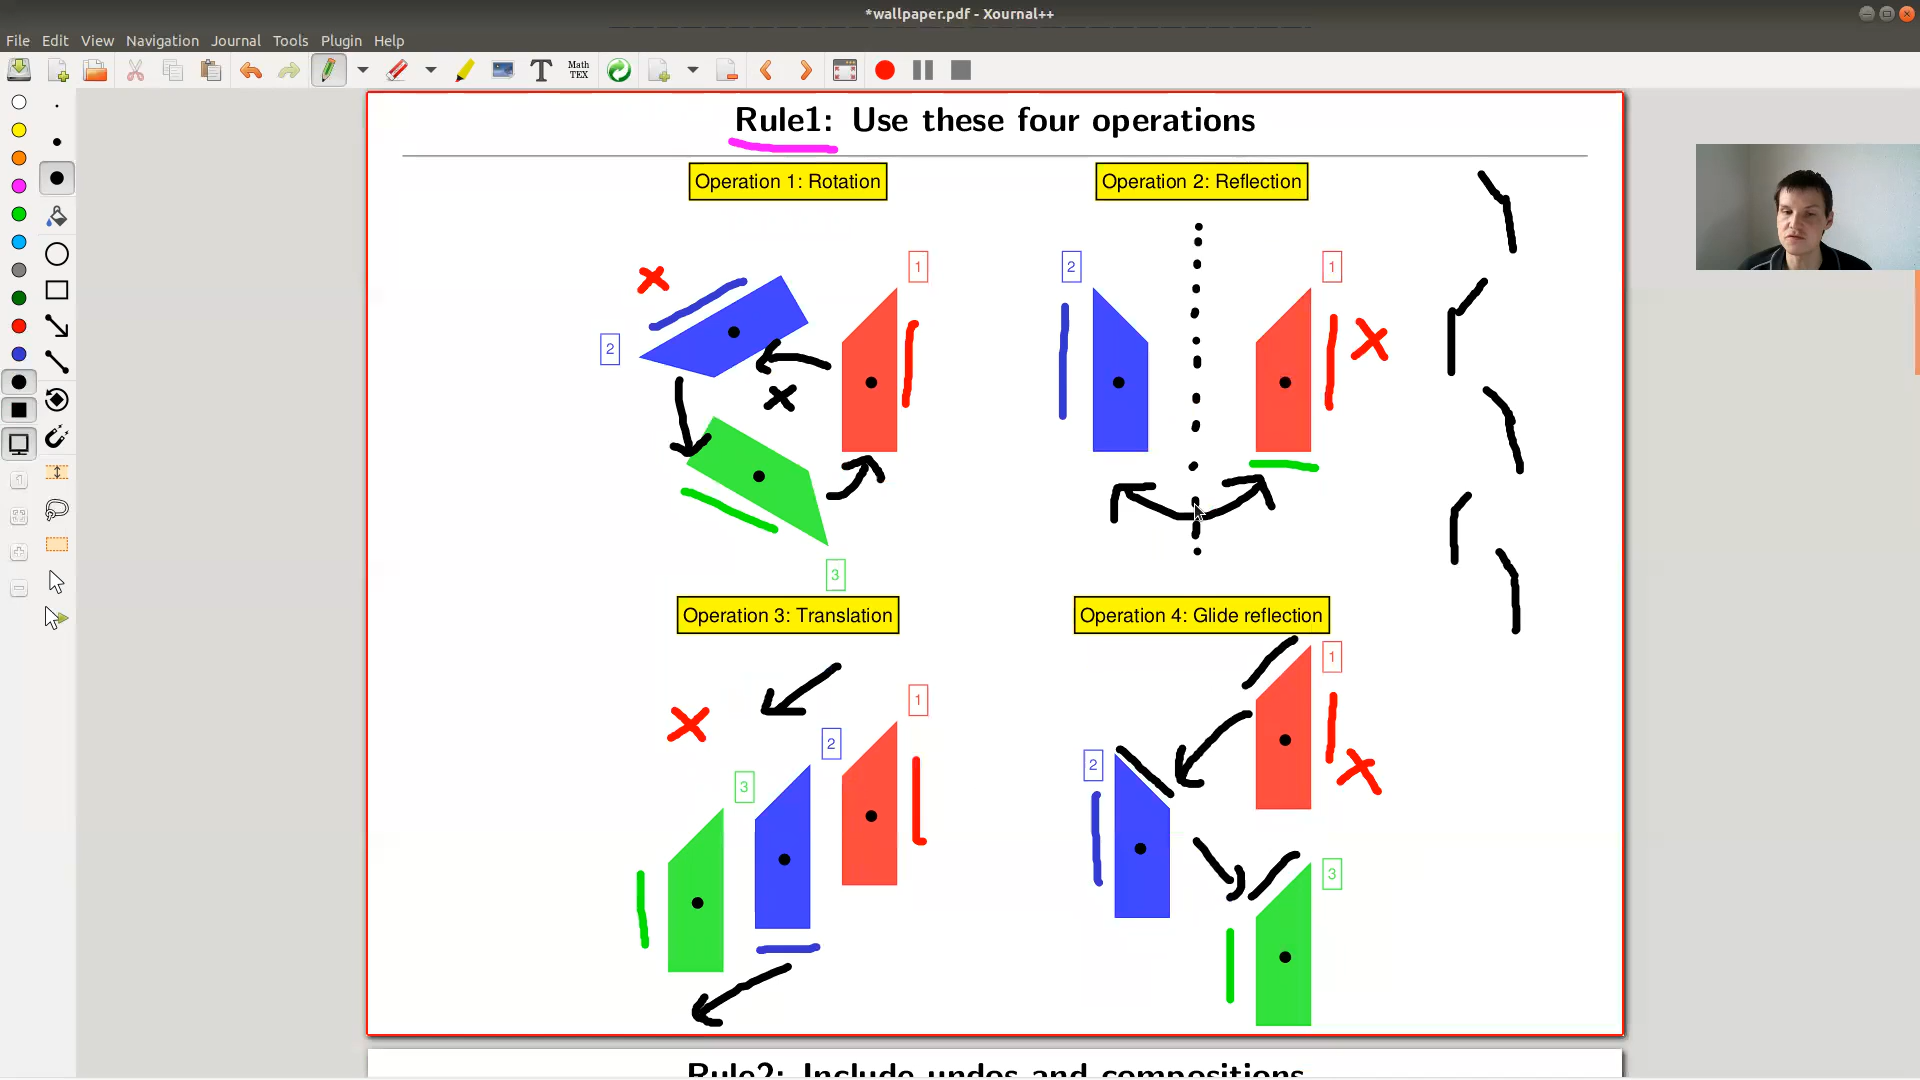 *wallpaper.pdf - Xournal++
File Edit View Navigation Journal Tools Plugin Help
T Math TEX
Rule1: Use these four operations
Operation 1: Rotation
Operation 2: Reflection
1
2
3
2
1
Operation 3: Translation
Operation 4: Glide reflection
1
2
3
1
2
3
Rule2: Include undos and compositions